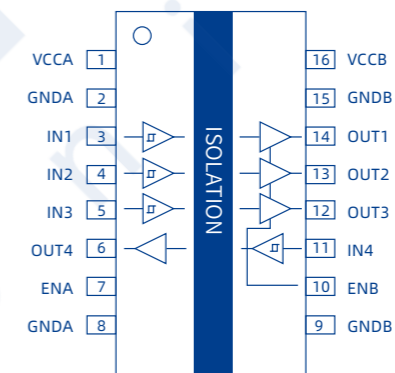 VCCA 1 16 VCCB
GNDA 2 15 GNDB
IN1 3 14 OUT1
IN2 4 13 OUT2
IN3 5 12 OUT3
OUT4 6 11 IN4
ENA 7 10 ENB
GNDA 8 9 GNDB
ISOLATION